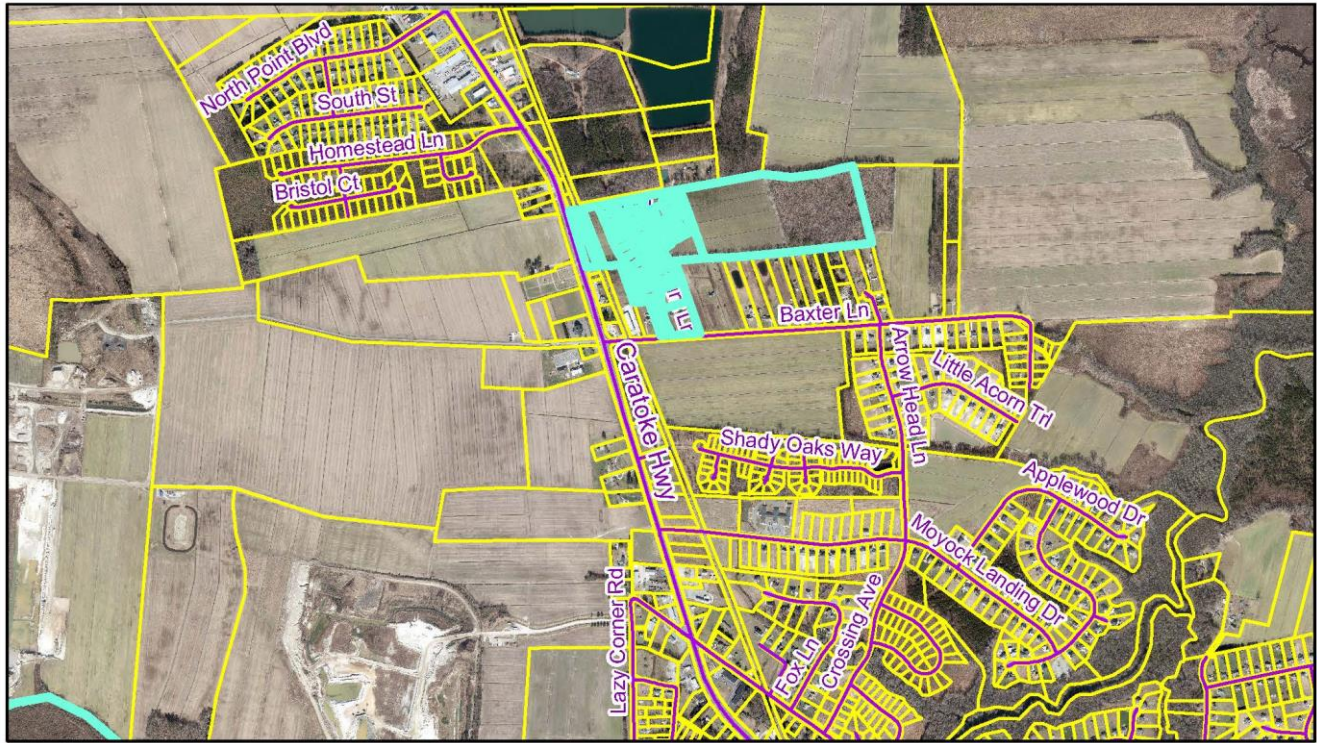 North Point Blvd
South St
Homestead Ln
Bristol Ct
Baxter Ln
Caratoke Hwy
Arrow Head Ln
Little Acorn Trl
Shady Oaks Way
Applewood Dr
Moyock Landing Dr
Lazy Corner Rd
Fox Ln
Crossing Ave